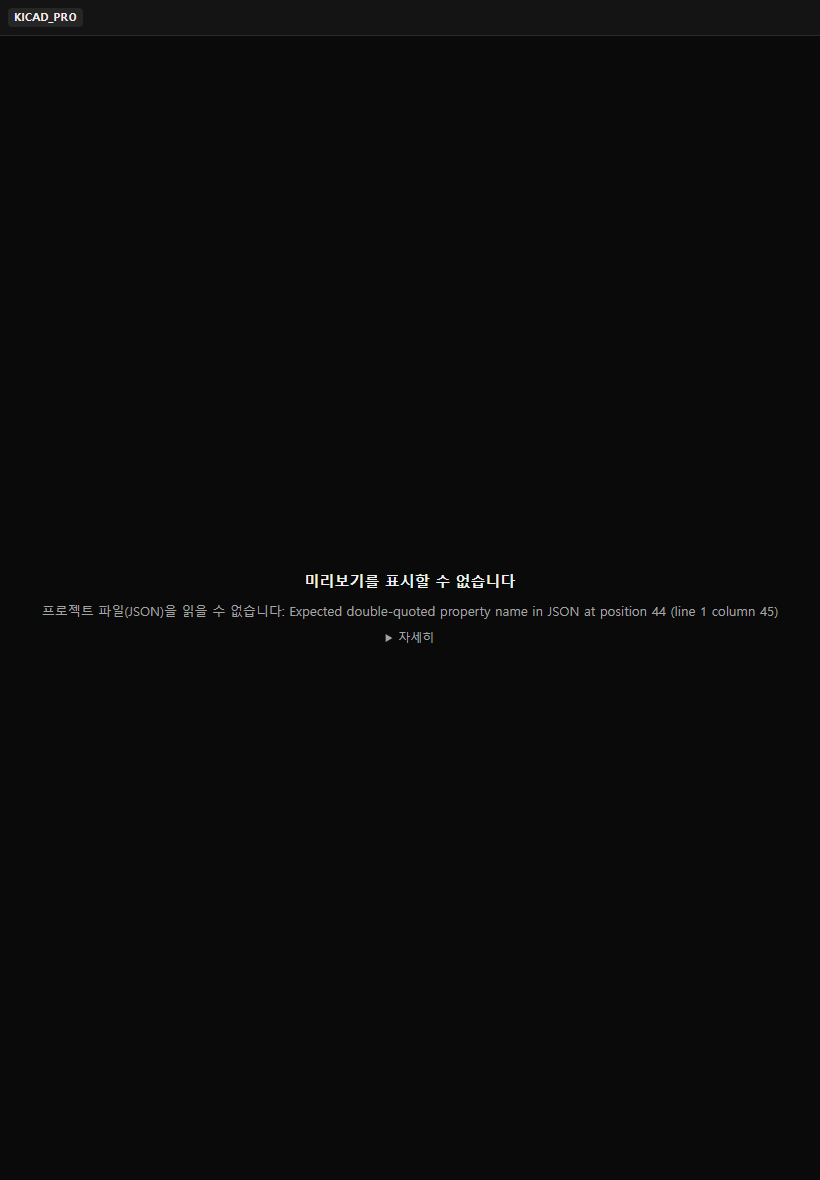 KICAD_PRO
미리보기를 표시할 수 없습니다
프로젝트 파일(JSON)을 읽을 수 없습니다: Expected double-quoted property name in JSON at position 44 (line 1 column 45)
▶ 자세히